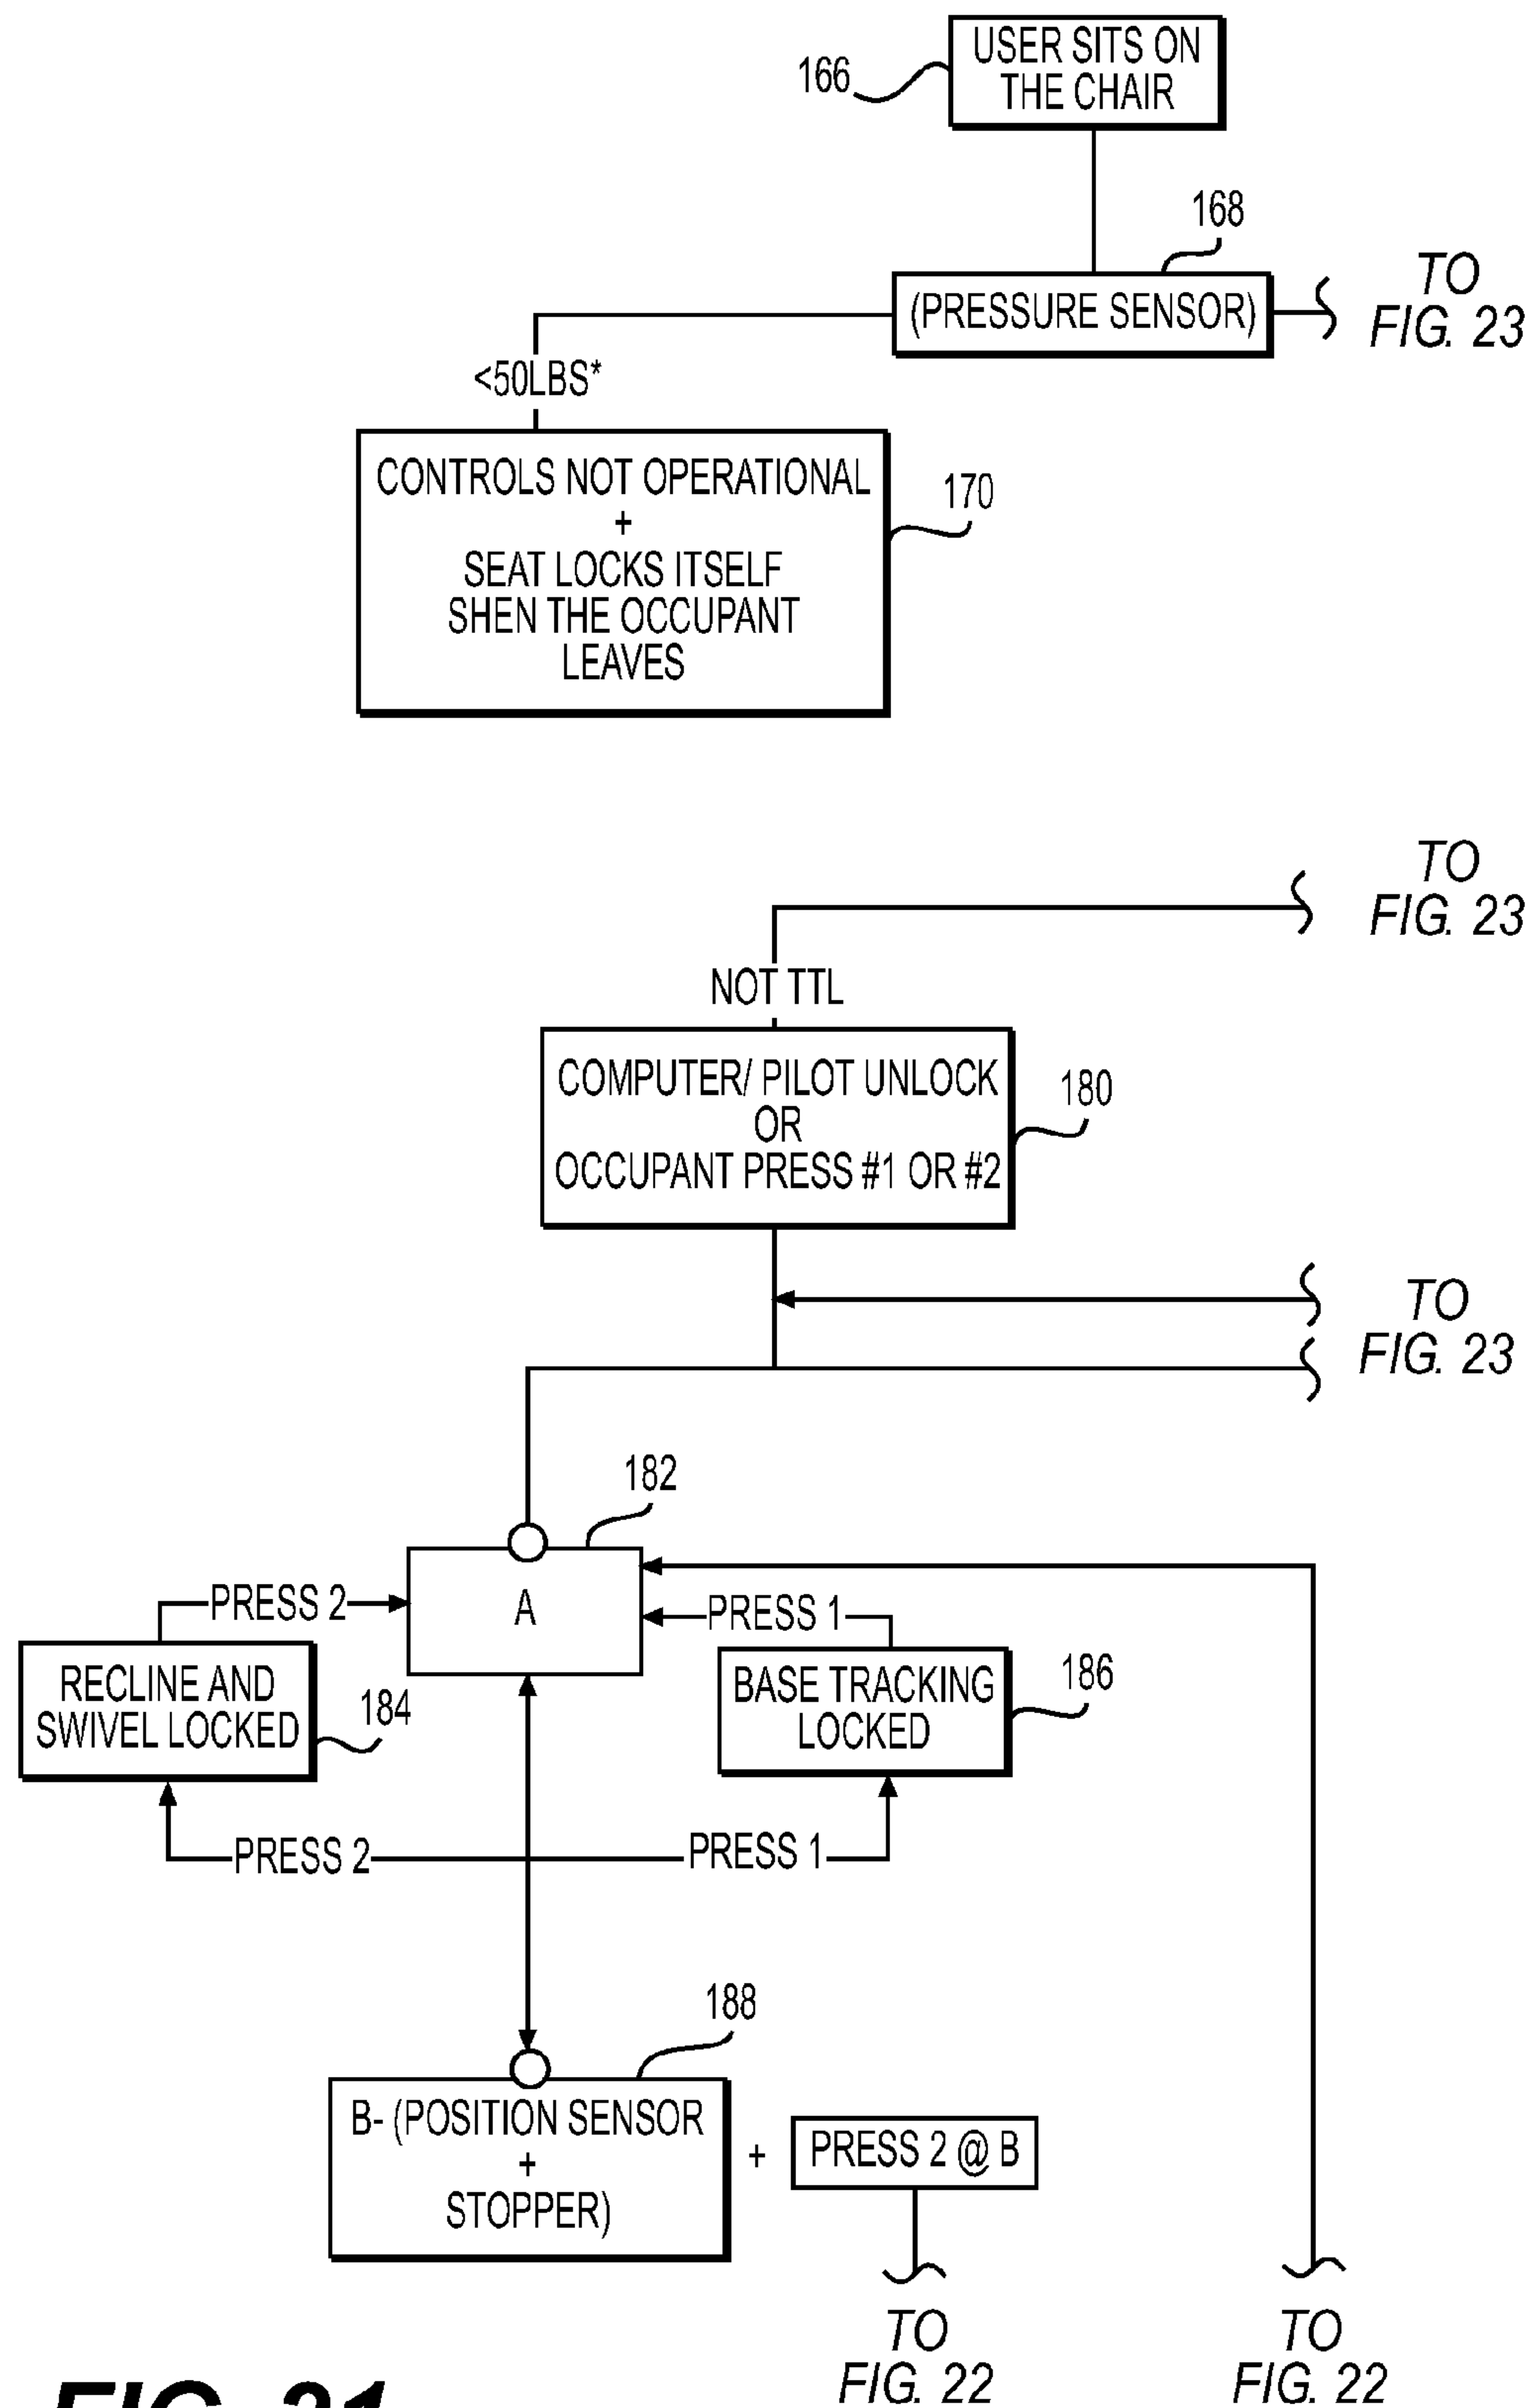 USER SITS ON
THE CHAIR
166
168
(PRESSURE SENSOR)
TO
FIG. 23
<50LBS*
CONTROLS NOT OPERATIONAL
+
SEAT LOCKS ITSELF
SHEN THE OCCUPANT
LEAVES
170
TO
FIG. 23
NOT TTL
COMPUTER/ PILOT UNLOCK
OR
OCCUPANT PRESS #1 OR #2
180
TO
FIG. 23
182
A
PRESS 2
PRESS 1
RECLINE AND
SWIVEL LOCKED
184
BASE TRACKING
LOCKED
186
PRESS 2
PRESS 1
188
B- (POSITION SENSOR
+
STOPPER)
+
PRESS 2 @ B
TO
FIG. 22
TO
FIG. 22
FIG. 21